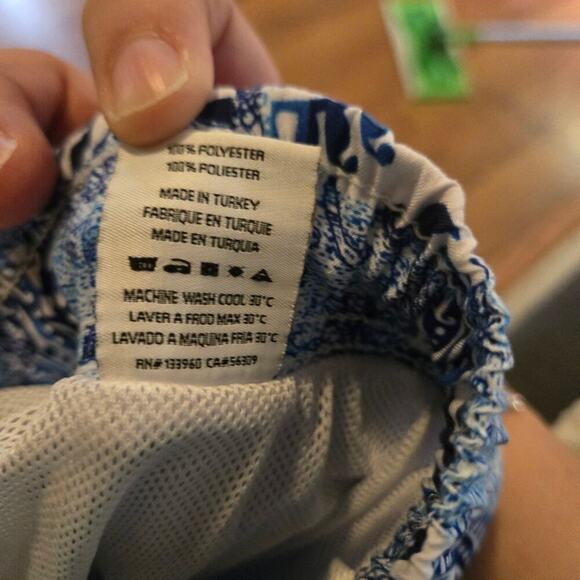 100% POLYESTER
100% POLIESTER
MADE IN TURKEY
FABRIQUE EN TURQUIE
MADE EN TURQUIA
MACHINE WASH COOL 30°C
LAVER A FROD MAX 30°C
LAVADO A MAQUINA FRIA 30°C
RN# 133960 CA#56309